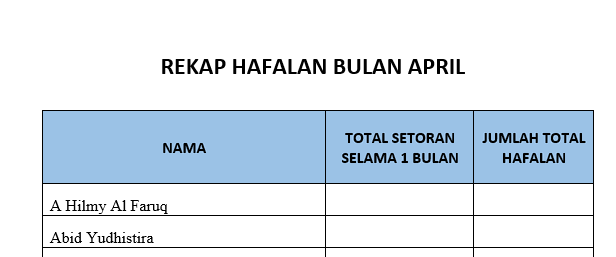 REKAP HAFALAN BULAN APRIL
NAMA
TOTAL SETORAN
SELAMA 1 BULAN
JUMLAH TOTAL
HAFALAN
A Hilmy Al Faruq
Abid Yudhistira